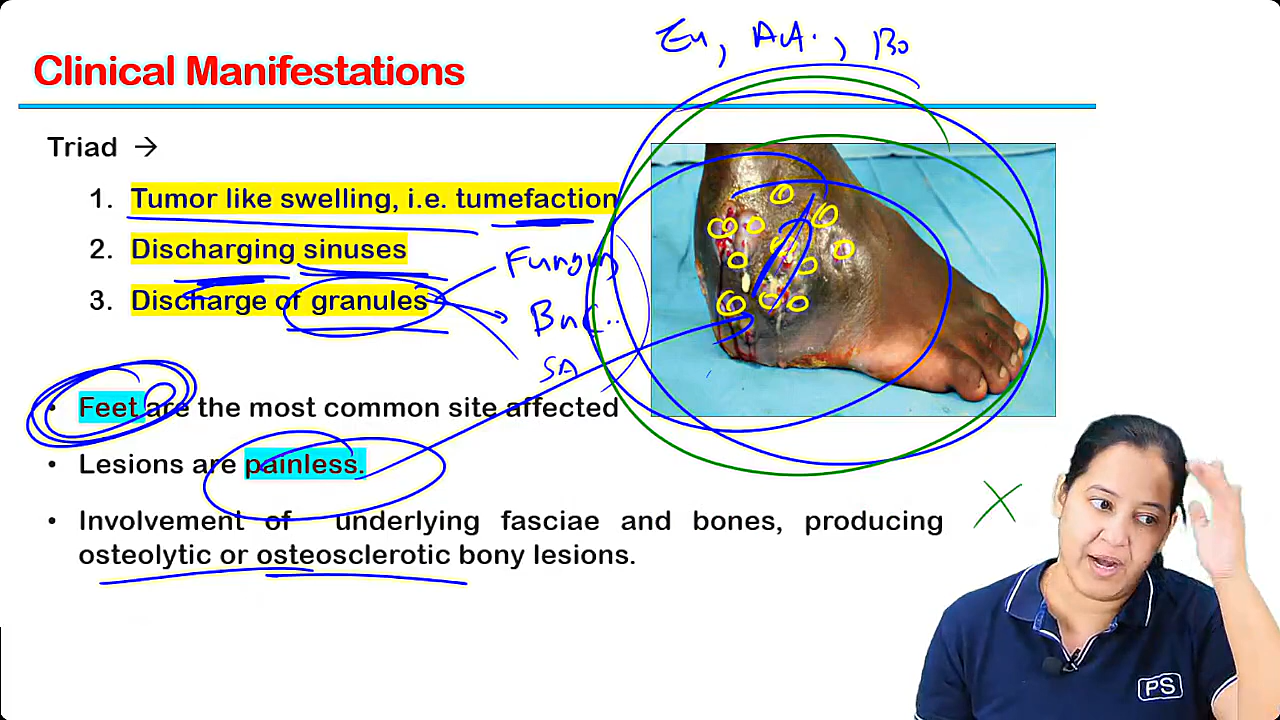 Eu, AA., Bo
Clinical Manifestations
Triad →
1. Tumor like swelling, i.e. tumefaction
2. Discharging sinuses
3. Discharge of granules
Fungus
Bac..
SA
• Feet are the most common site affected
• Lesions are painless.
• Involvement of underlying fasciae and bones, producing
osteolytic or osteosclerotic bony lesions.
PS